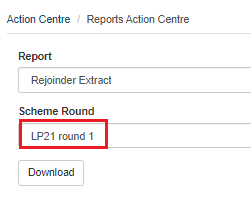 Action Centre / Reports Action Centre
Report
Rejoinder Extract
Scheme Round
LP21 round 1
Download